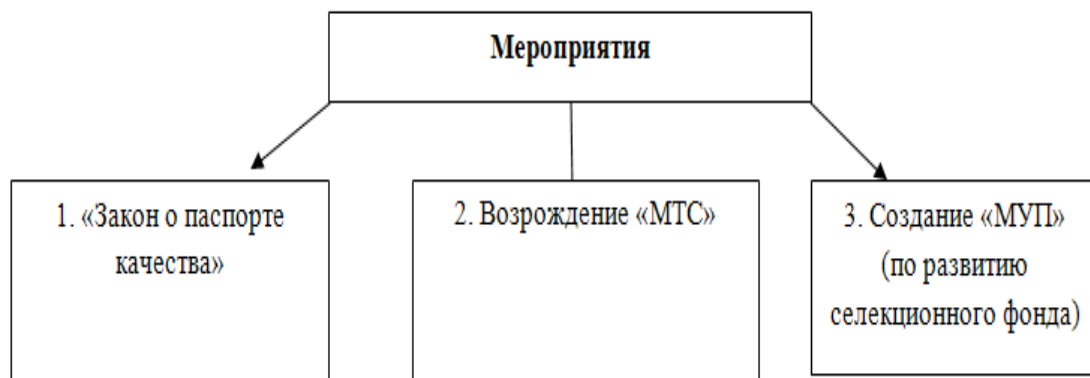 Мероприятия
1. «Закон о паспорте
качества»
2. Возрождение «МТС»
3. Создание «МУП»
(по развитию
селекционного фонда)